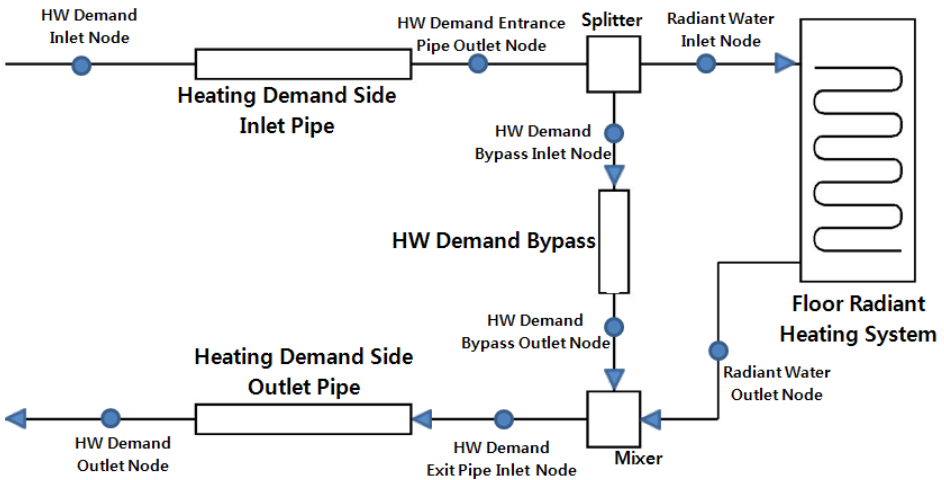 HW Demand
Inlet Node
HW Demand Entrance
Pipe Outlet Node
Splitter
Radiant Water
Inlet Node
Heating Demand Side
Inlet Pipe
HW Demand
Bypass Inlet Node
HW Demand Bypass
Floor Radiant
Heating System
HW Demand
Bypass Outlet Node
Heating Demand Side
Outlet Pipe
Radiant Water
Outlet Node
HW Demand
Outlet Node
HW Demand
Exit Pipe Inlet Node
Mixer